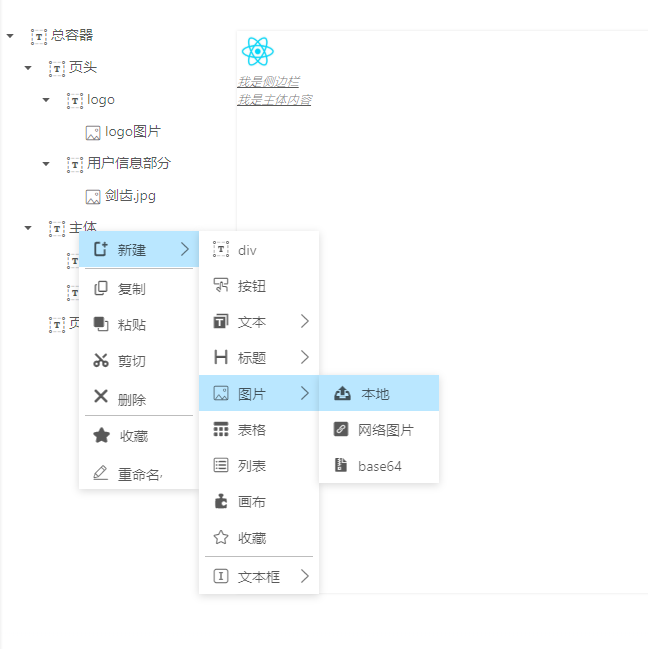 总容器
页头
logo
logo图片
用户信息部分
剑齿.jpg
主体
页
我是侧边栏
我是主体内容
新建
复制
粘贴
剪切
删除
收藏
重命名,
div
按钮
文本
标题
图片
表格
列表
画布
收藏
文本框
本地
网络图片
base64